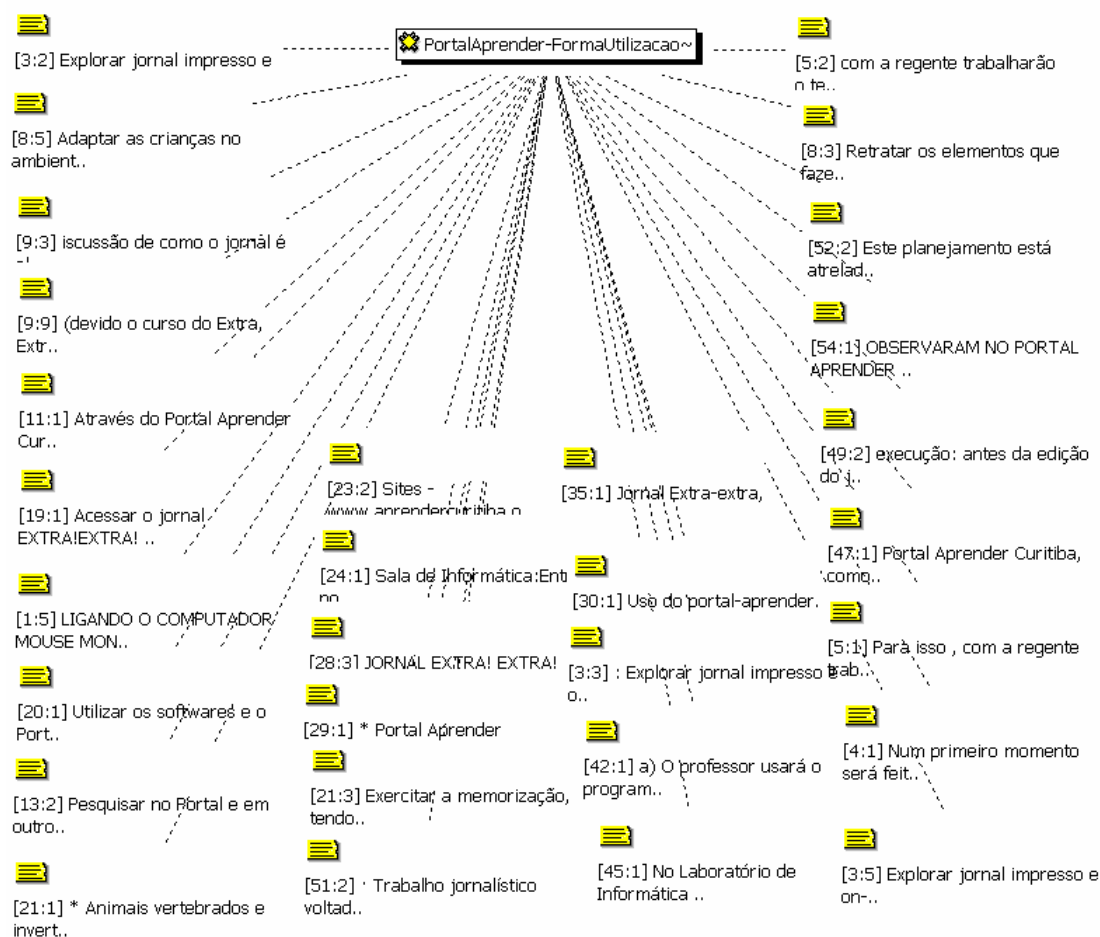 PortalAprender-FormaUtilizacao~
[3:2] Explorar jornal impresso e
[8:5] Adaptar as crianças no
ambient..
[9:3] iscussão de como o jornal é
[9:9] (devido o curso do Extra,
Extr..
[11:1] Através do Portal Aprender
Cur..
[19:1] Acessar o jornal
EXTRA!EXTRA! ..
[1:5] LIGANDO O COMPUTADOR
MOUSE MON..
[20:1] Utilizar os softwares e o
Port..
[13:2] Pesquisar no Portal e em
outro..
[21:1] * Animais vertebrados e
invert..
[23:2] Sites -
[24:1] Sala de Informática:Ent
no
[28:3] JORNAL EXTRA! EXTRA!
[29:1] * Portal Aprender
[21:3] Exercitar a memorização,
tendo..
[51:2] · Trabalho jornalístico
voltad..
[35:1] Jornal Extra-extra,
[30:1] Uso do portal-aprender.
[3:3] : Explorar jornal impresso e
o..
[42:1] a) O professor usará o
program..
[45:1] No Laboratório de
Informática ..
[5:2] com a regente trabalharão
o te..
[8:3] Retratar os elementos que
faze..
[52:2] Este planejamento está
atrelad..
[54:1] OBSERVARAM NO PORTAL
APRENDER ..
[49:2] execução: antes da edição
do j..
[47:1] Portal Aprender Curitiba,
como..
[5:1] Para isso , com a regente
trab..
[4:1] Num primeiro momento
será feit..
[3:5] Explorar jornal impresso e
on-..